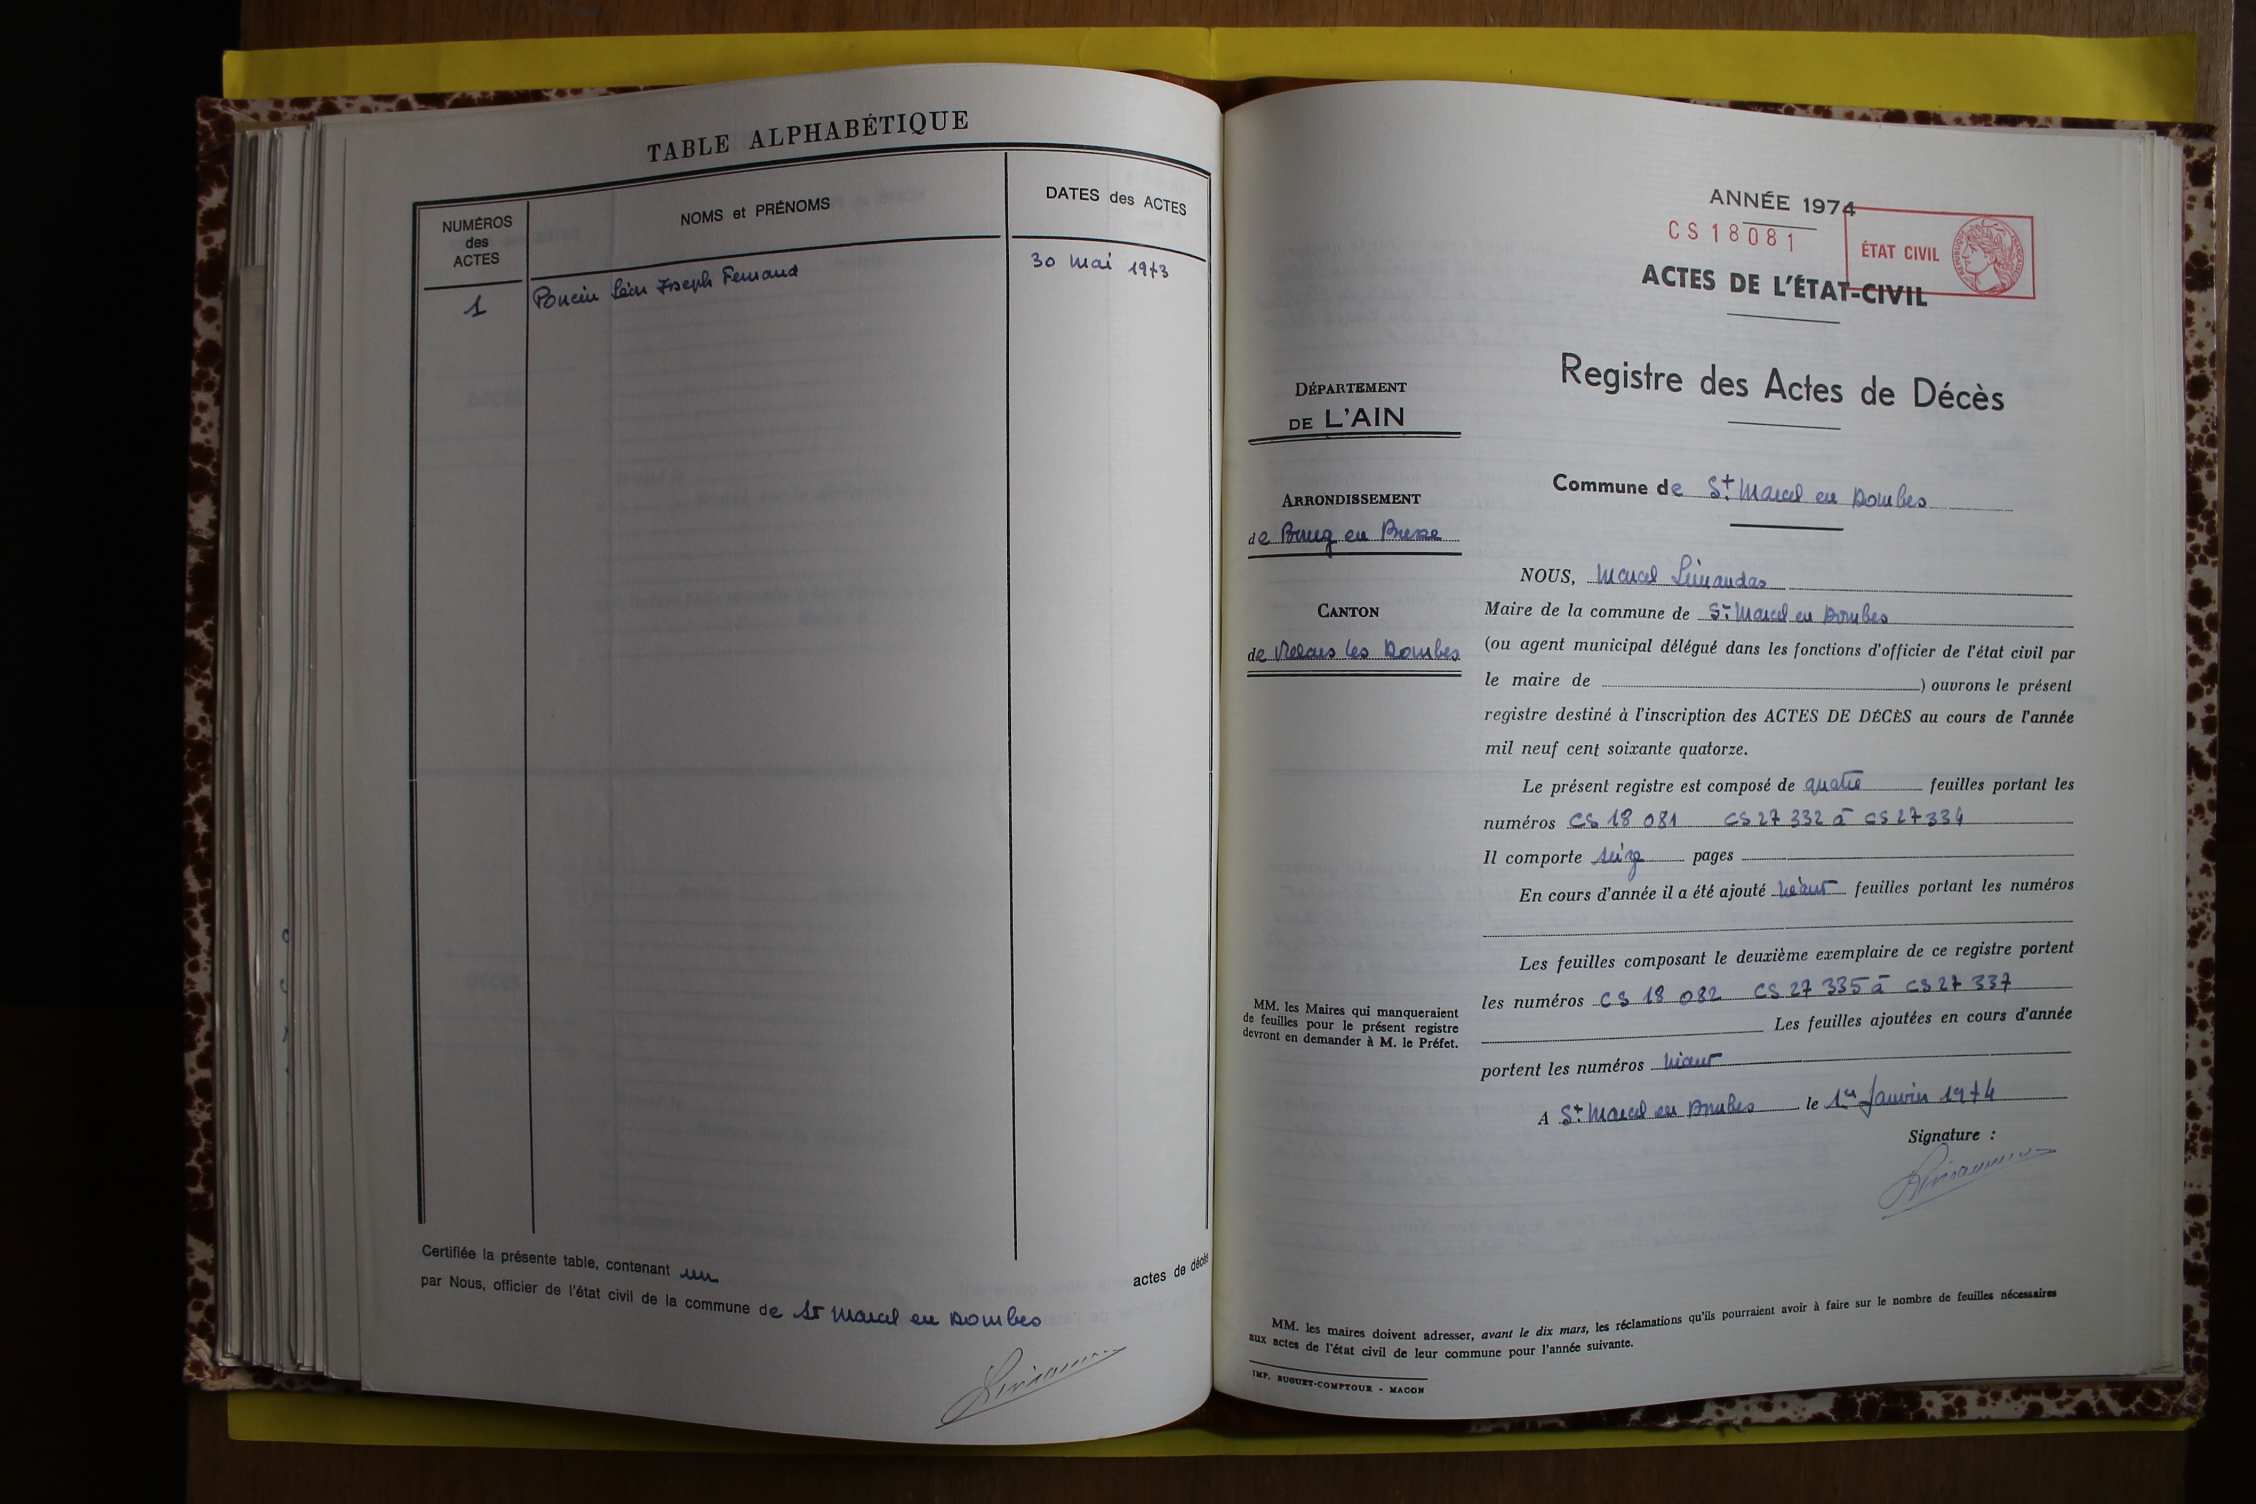 TABLE ALPHABÉTIQUE
NUMÉROS
des
ACTES
NOMS et PRÉNOMS
DATES des ACTES
1 Poncin Léon Joseph Fernand 30 Mai 1973
Certifiée la présente table, contenant un actes de décès
par Nous, officier de l'état civil de la commune de St Marcel en Dombes
ANNÉE 1974
CS 18081
ÉTAT CIVIL
ACTES DE L'ÉTAT-CIVIL
Registre des Actes de Décès
DÉPARTEMENT
DE L'AIN
ARRONDISSEMENT
de Bourg en Bresse
CANTON
de Villars les Dombes
MM. les Maires qui manqueraient
de feuilles pour le présent registre
devront en demander à M. le Préfet.
Commune de St. Marcel en Dombes
NOUS, Marcel Limandas
Maire de la commune de St. Marcel en Dombes
(ou agent municipal délégué dans les fonctions d'officier de l'état civil par
le maire de ) ouvrons le présent
registre destiné à l'inscription des ACTES DE DÉCÈS au cours de l'année
mil neuf cent soixante quatorze.
Le présent registre est composé de quatre feuilles portant les
numéros CS 18 081 CS 27 332 à CS 27 334
Il comporte seize pages
En cours d'année il a été ajouté néant feuilles portant les numéros
Les feuilles composant le deuxième exemplaire de ce registre portent
les numéros CS 18 082 CS 27 335 à CS 27 337
Les feuilles ajoutées en cours d'année
portent les numéros néant
A St. Marcel en Dombes le 1er Janvier 1974
Signature :
MM. les maires doivent adresser, avant le dix mars, les réclamations qu'ils pourraient avoir à faire sur le nombre de feuilles nécessaires
aux actes de l'état civil de leur commune pour l'année suivante.
IMP. BUGUET-COMPTOUR - MACON